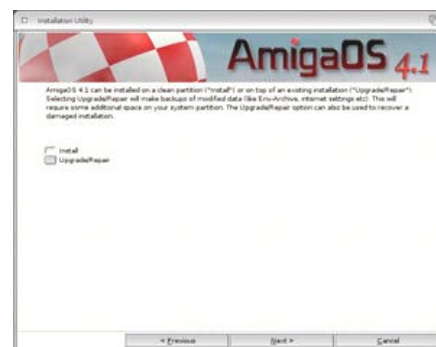 Installation Utility
AmigaOS 4.1
AmigaOS 4.1 can be installed on a clean partition ("Install") or on top of an existing installation ("Upgrade/Repair").
Selecting Upgrade/Repair will make backups of modified data (like Env-Archive, internet settings etc). This will
require some additional space on your system partition. The Upgrade/Repair option can also be used to recover a
damaged installation.
Install
Upgrade/Repair
< Previous
Next >
Cancel